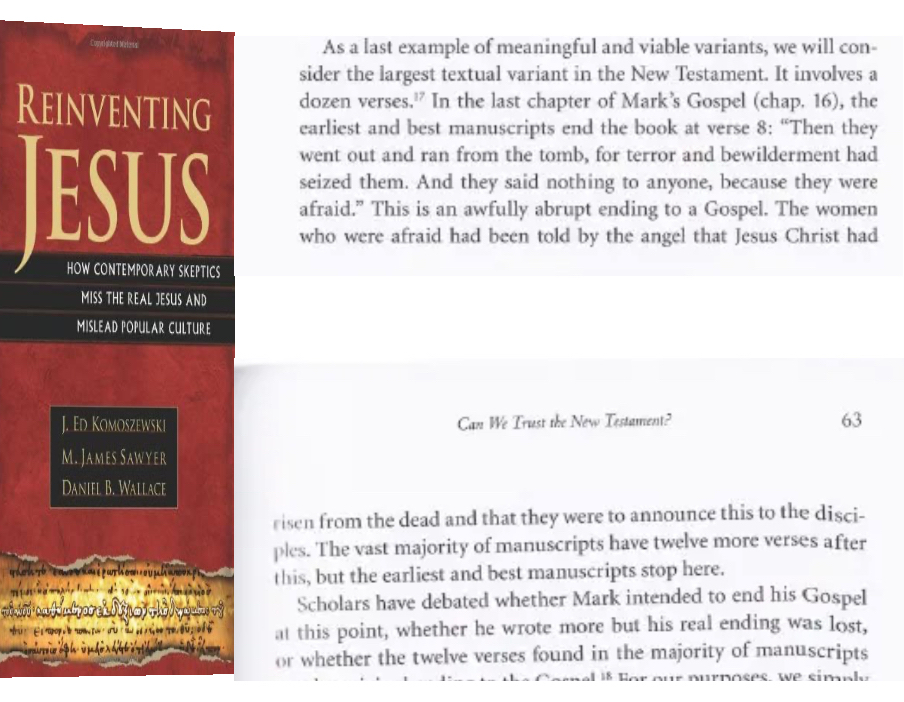 Copyrighted Material
REINVENTING
JESUS
HOW CONTEMPORARY SKEPTICS
MISS THE REAL JESUS AND
MISLEAD POPULAR CULTURE
J. ED KOMOSZEWSKI
M. JAMES SAWYER
DANIEL B. WALLACE
As a last example of meaningful and viable variants, we will con-
sider the largest textual variant in the New Testament. It involves a
dozen verses.17 In the last chapter of Mark's Gospel (chap. 16), the
earliest and best manuscripts end the book at verse 8: “Then they
went out and ran from the tomb, for terror and bewilderment had
seized them. And they said nothing to anyone, because they were
afraid.” This is an awfully abrupt ending to a Gospel. The women
who were afraid had been told by the angel that Jesus Christ had
Can We Trust the New Testament? 63
risen from the dead and that they were to announce this to the disci-
ples. The vast majority of manuscripts have twelve more verses after
this, but the earliest and best manuscripts stop here.
Scholars have debated whether Mark intended to end his Gospel
at this point, whether he wrote more but his real ending was lost,
or whether the twelve verses found in the majority of manuscripts
to the Gospel.18 For our purposes, we simply